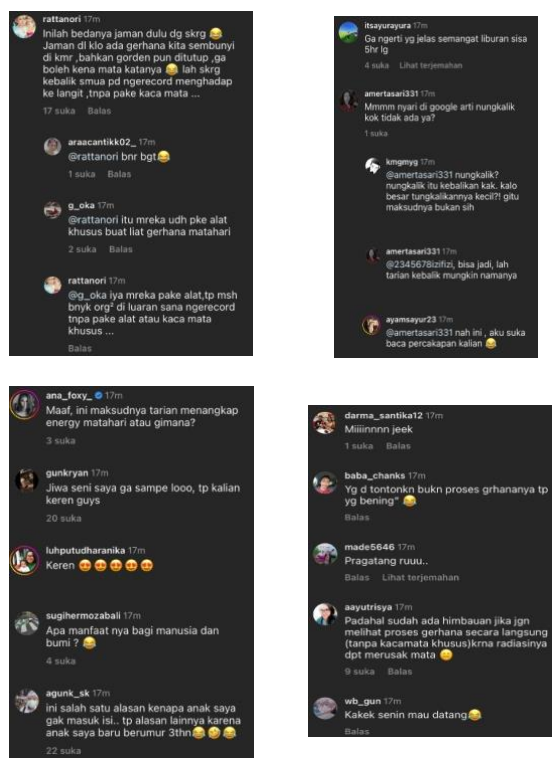 rattanori 17m
Inilah bedanya jaman dulu dg skrg 😂
Jaman dl klo ada gerhana kita sembunyi
di kmr ,bahkan gorden pun ditutup ,ga
boleh kena mata katanya 😂 lah skrg
kebalik smua pd ngerecord menghadap
ke langit ,tnpa pake kaca mata ...
17 suka Balas
araacantikk02_ 17m
@rattanori bnr bgt😂
1 suka Balas
g_oka 17m
@rattanori itu mreka udh pke alat
khusus buat liat gerhana matahari
2 suka Balas
rattanori 17m
@g_oka iya mreka pake alat,tp msh
bnyk org² di luaran sana ngerecord
tnpa pake alat atau kaca mata
khusus ...
Balas
itsayurayura 17m
Ga ngerti yg jelas semangat liburan sisa
5hr lg
4 suka Lihat terjemahan
amertasari331 17m
Mmmm nyari di google arti nungkalik
kok tidak ada ya?
1 suka
kmgmyg 17m
@amertasari331 nungkalik?
nungkalik itu kebalikan kak. kalo
besar tungkalikannya kecil?! gitu
maksudnya bukan sih
amertasari331 17m
@2345678izifizi, bisa jadi, lah
tarian kebalik mungkin namanya
ayamsayur23 17m
@amertasari331 nah ini , aku suka
baca percakapan kalian 😂
ana_foxy_ 17m
Maaf, ini maksudnya tarian menangkap
energy matahari atau gimana?
3 suka
gunkryan 17m
Jiwa seni saya ga sampe looo, tp kalian
keren guys
20 suka
luhputudharanika 17m
Keren 😍😍😍😍😍
sugihermozabali 17m
Apa manfaat nya bagi manusia dan
bumi ? 😂
4 suka
agunk_sk 17m
ini salah satu alasan kenapa anak saya
gak masuk isi.. tp alasan lainnya karena
anak saya baru berumur 3thn😂🤣😂
22 suka
darma_santika12 17m
Miiiinnnn jeek
1 suka Balas
baba_chanks 17m
Yg d tontonkn bukn proses grhananya tp
yg bening" 😂
Balas
made5646 17m
Pragatang ruuu..
Balas Lihat terjemahan
aayutrisya 17m
Padahal sudah ada himbauan jika jgn
melihat proses gerhana secara langsung
(tanpa kacamata khusus)krna radiasinya
dpt merusak mata 😊
9 suka Balas
wb_gun 17m
Kakek senin mau datang😂
Balas